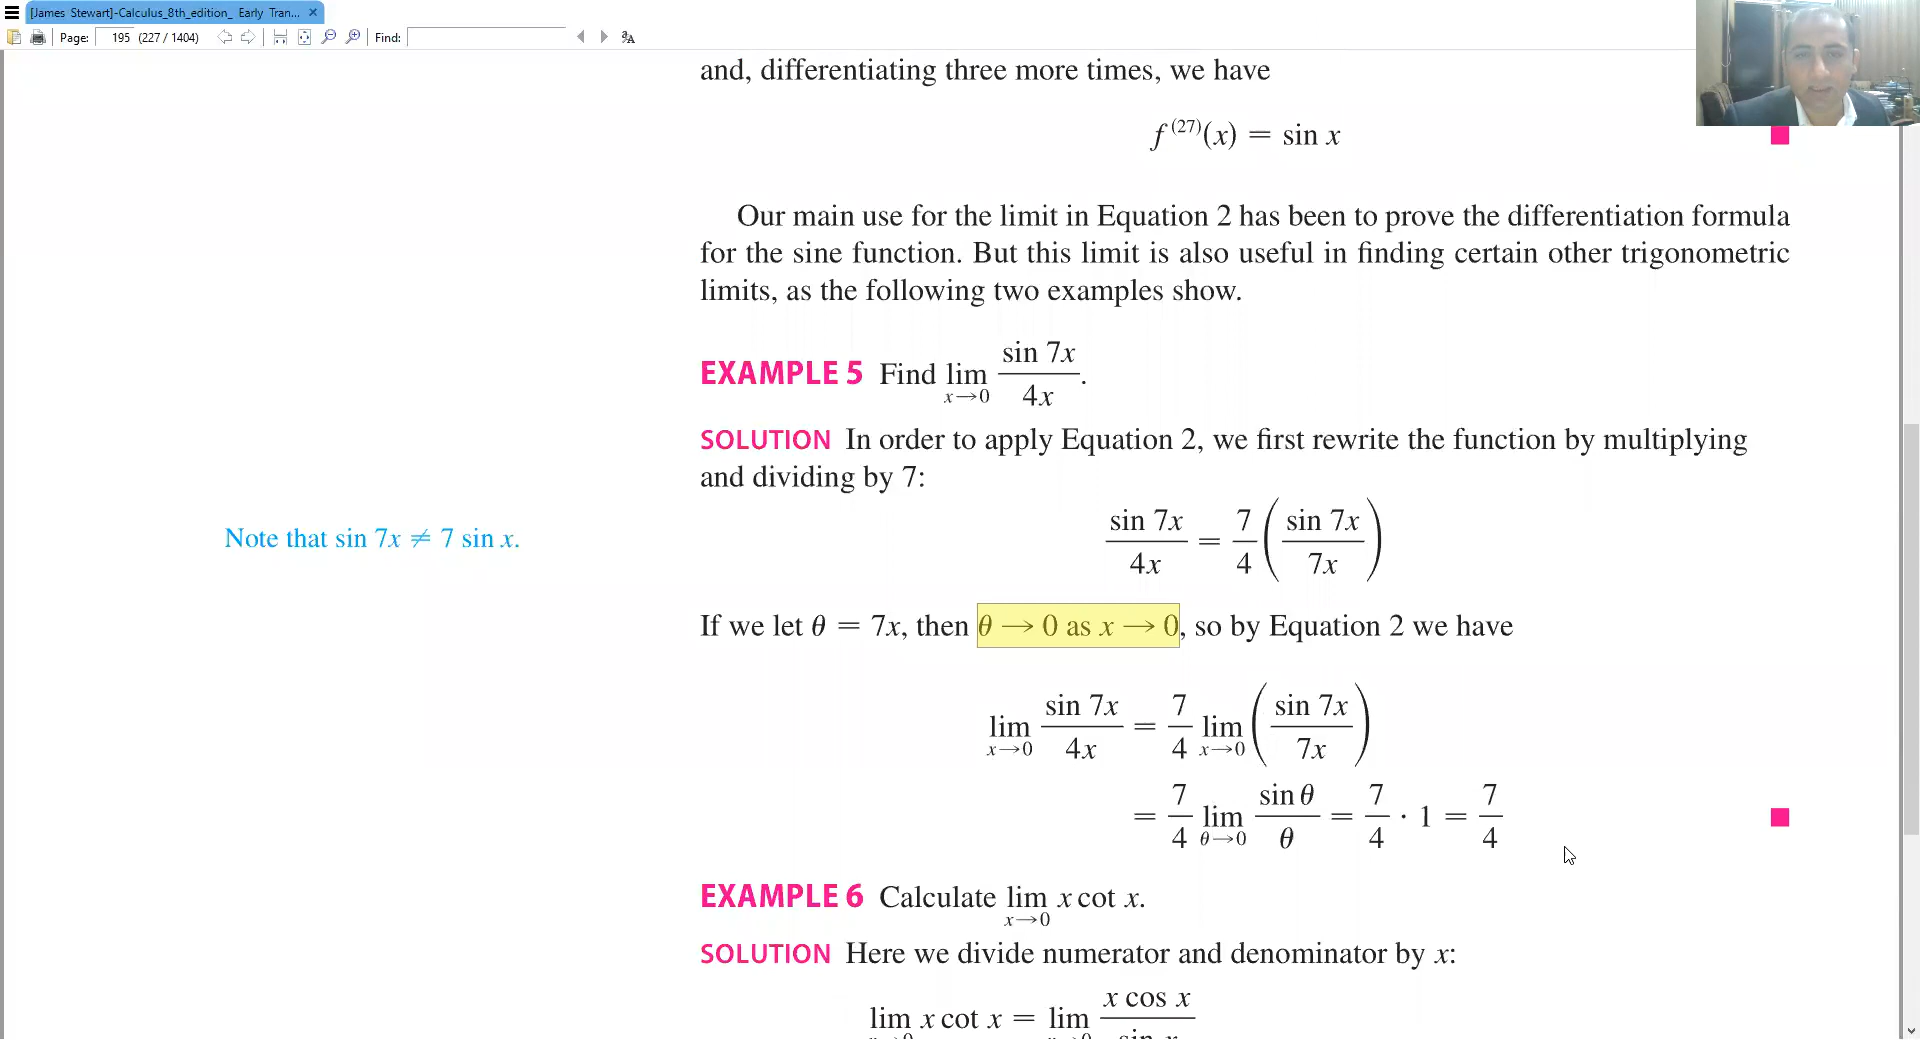 [James Stewart]-Calculus_8th_edition_ Early Tran... ×
Page: 195 (227 / 1404) Find:
and, differentiating three more times, we have
f⁽²⁷⁾(x) = sin x
Our main use for the limit in Equation 2 has been to prove the differentiation formula
for the sine function. But this limit is also useful in finding certain other trigonometric
limits, as the following two examples show.
EXAMPLE 5 Find lim x→0 sin 7x / 4x.
SOLUTION In order to apply Equation 2, we first rewrite the function by multiplying
and dividing by 7:
Note that sin 7x ≠ 7 sin x.
sin 7x / 4x = 7/4 (sin 7x / 7x)
If we let θ = 7x, then θ → 0 as x → 0, so by Equation 2 we have
lim x→0 sin 7x / 4x = 7/4 lim x→0 (sin 7x / 7x)
= 7/4 lim θ→0 sin θ / θ = 7/4 · 1 = 7/4
EXAMPLE 6 Calculate lim x→0 x cot x.
SOLUTION Here we divide numerator and denominator by x:
lim x cot x = lim x cos x